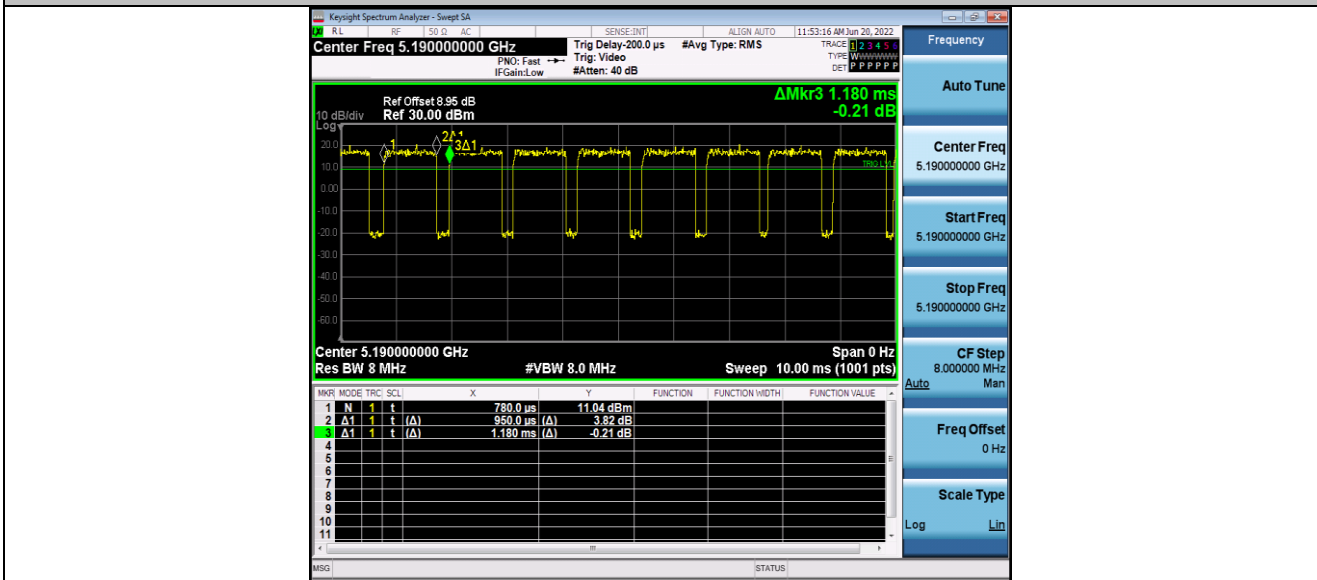 Keysight Spectrum Analyzer - Swept SA
RL RF 50 Ω AC SENSE:INT ALIGN AUTO 11:53:16 AM Jun 20, 2022
Center Freq 5.190000000 GHz
PNO: Fast
IFGain:Low
Trig Delay-200.0 µs
Trig: Video
#Atten: 40 dB
#Avg Type: RMS
TRACE 1 2 3 4 5 6
TYPE WWWWWW
DET P P P P P P
ΔMkr3 1.180 ms
-0.21 dB
Ref Offset 8.95 dB
10 dB/div Ref 30.00 dBm
Log
20.0
10.0
0.00
-10.0
-20.0
-30.0
-40.0
-50.0
-60.0
1
2Δ1
3Δ1
TRIG LVL
Center 5.190000000 GHz Span 0 Hz
Res BW 8 MHz #VBW 8.0 MHz Sweep 10.00 ms (1001 pts)
MKR MODE TRC SCL X Y FUNCTION FUNCTION WIDTH FUNCTION VALUE
1 N 1 t 780.0 µs 11.04 dBm
2 Δ1 1 t (Δ) 950.0 µs (Δ) 3.82 dB
3 Δ1 1 t (Δ) 1.180 ms (Δ) -0.21 dB
4
5
6
7
8
9
10
11
MSG STATUS
Frequency
Auto Tune
Center Freq
5.190000000 GHz
Start Freq
5.190000000 GHz
Stop Freq
5.190000000 GHz
CF Step
8.000000 MHz
Auto Man
Freq Offset
0 Hz
Scale Type
Log Lin